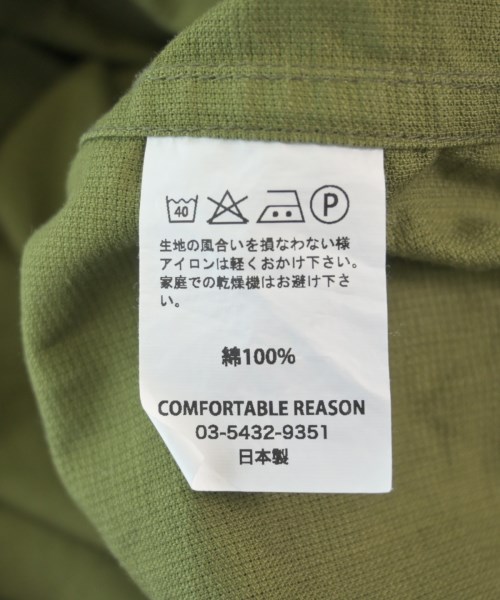 40 P
生地の風合いを損なわない様
アイロンは軽くおかけ下さい。
家庭での乾燥機はお避け下さ
い。
綿100%
COMFORTABLE REASON
03-5432-9351
日本製